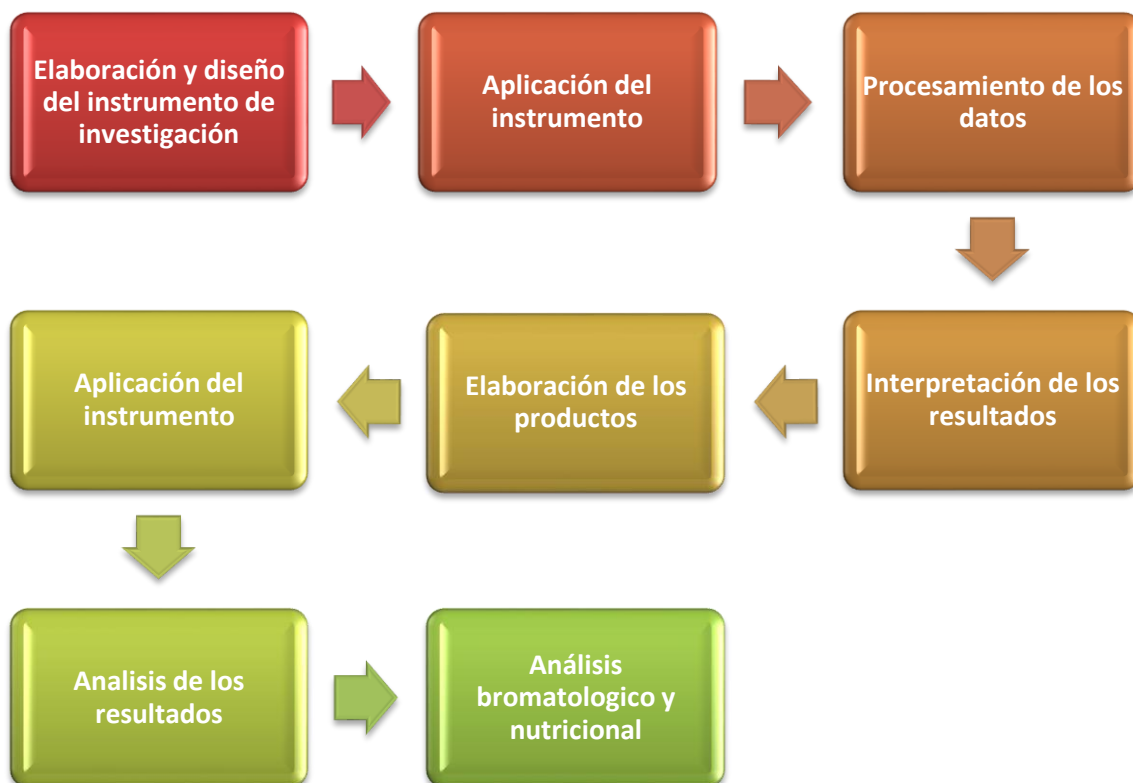 Elaboración y diseño
del instrumento de
investigación
Aplicación del
instrumento
Procesamiento de los
datos
Interpretación de los
resultados
Elaboración de los
productos
Aplicación del
instrumento
Analisis de los
resultados
Análisis
bromatologico y
nutricional